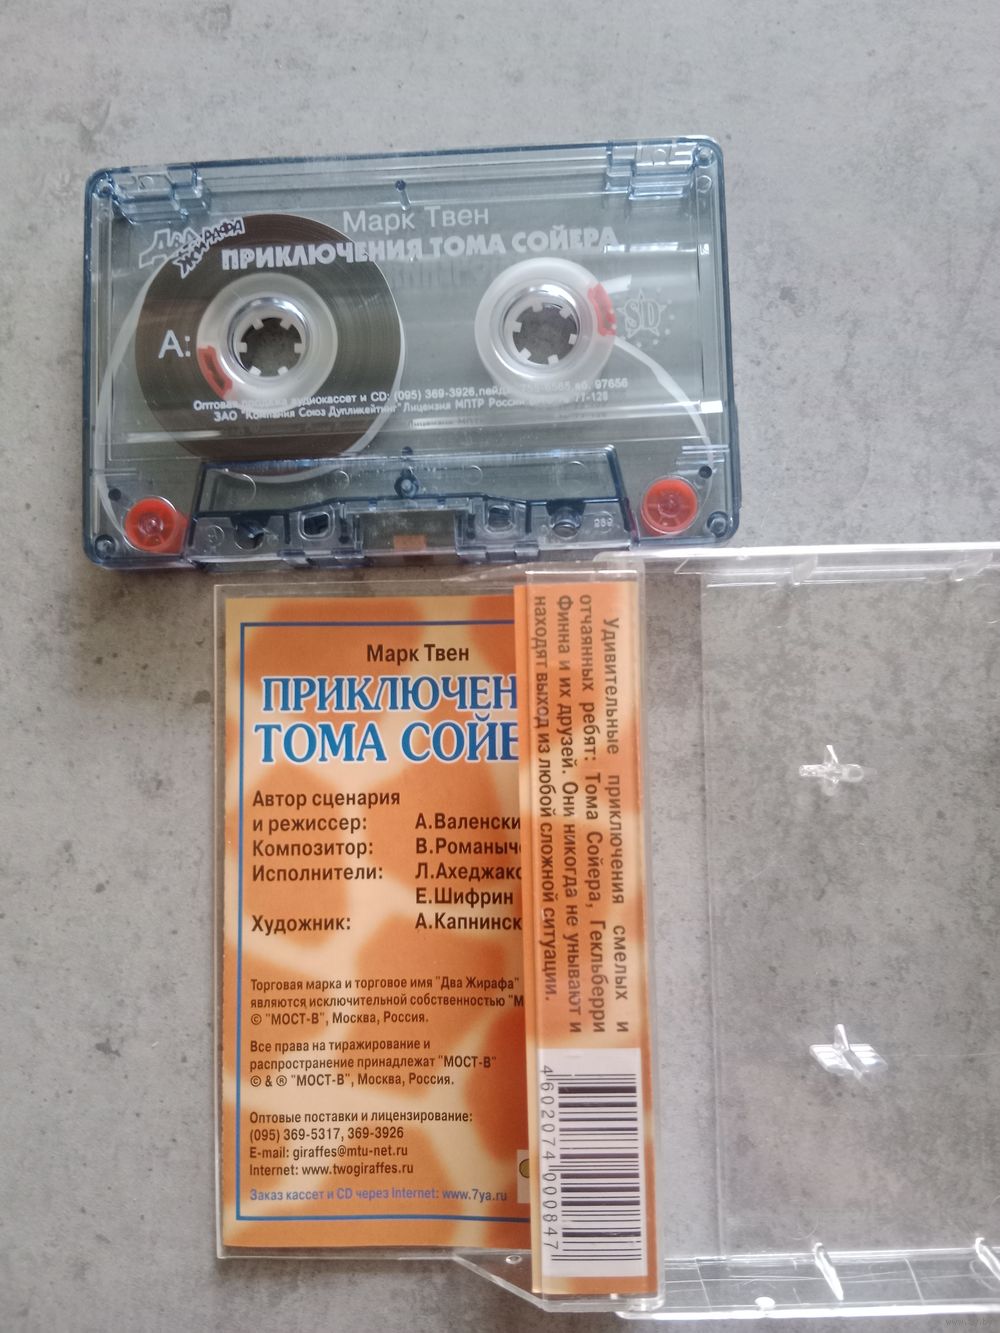 Марк Твен
Два
Жирафа
ПРИКЛЮЧЕНИЯ ТОМА СОЙЕРА
SD
A:
Оптовая продажа аудиокассет и CD: (095) 369-3926, аб. 97656
ЗАО "Компания Союз Дупликейтинг" Лицензия МПТР России
289
Марк Твен
ПРИКЛЮЧЕН
ТОМА СОЙЕ
Автор сценария
и режиссер: А.Валенски
Композитор: В.Романыч
Исполнители: Л.Ахеджак
Е.Шифрин
Художник: А.Капнинск
Торговая марка и торговое имя "Два Жирафа"
являются исключительной собственностью "М
© "МОСТ-В", Москва, Россия.
Все права на тиражирование и
распространение принадлежат "МОСТ-В"
© & ® "МОСТ-В", Москва, Россия.
Оптовые поставки и лицензирование:
(095) 369-5317, 369-3926
E-mail: giraffes@mtu-net.ru
Internet: www.twogiraffes.ru
Заказ кассет и CD через Internet: www.7ya.ru
Удивительные приключения смелых и
отчаянных ребят: Тома Сойера, Гекльберри
Финна и их друзей. Они никогда не унывают и
находят выход из любой сложной ситуации.
4602074000847